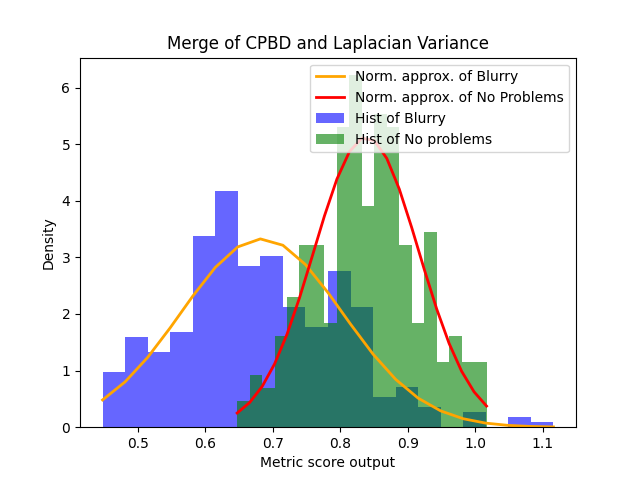 Merge of CPBD and Laplacian Variance
Norm. approx. of Blurry
Norm. approx. of No Problems
Hist of Blurry
Hist of No problems
Density
6
5
4
3
2
1
0
0.5 0.6 0.7 0.8 0.9 1.0 1.1
Metric score output